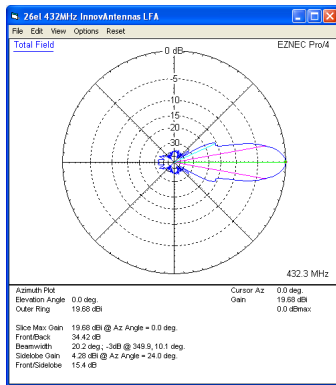 26el 432MHz InnovAntennas LFA
File Edit View Options Reset
Total Field
EZNEC Pro/4
0 dB
-5
-10
-15
-20
-30
432.3 MHz
Azimuth Plot
Elevation Angle 0.0 deg.
Outer Ring 19.68 dBi
Cursor Az 0.0 deg.
Gain 19.68 dBi
0.0 dBmax
Slice Max Gain 19.68 dBi @ Az Angle = 0.0 deg.
Front/Back 34.42 dB
Beamwidth 20.2 deg.; -3dB @ 349.9, 10.1 deg.
Sidelobe Gain 4.28 dBi @ Az Angle = 24.0 deg.
Front/Sidelobe 15.4 dB